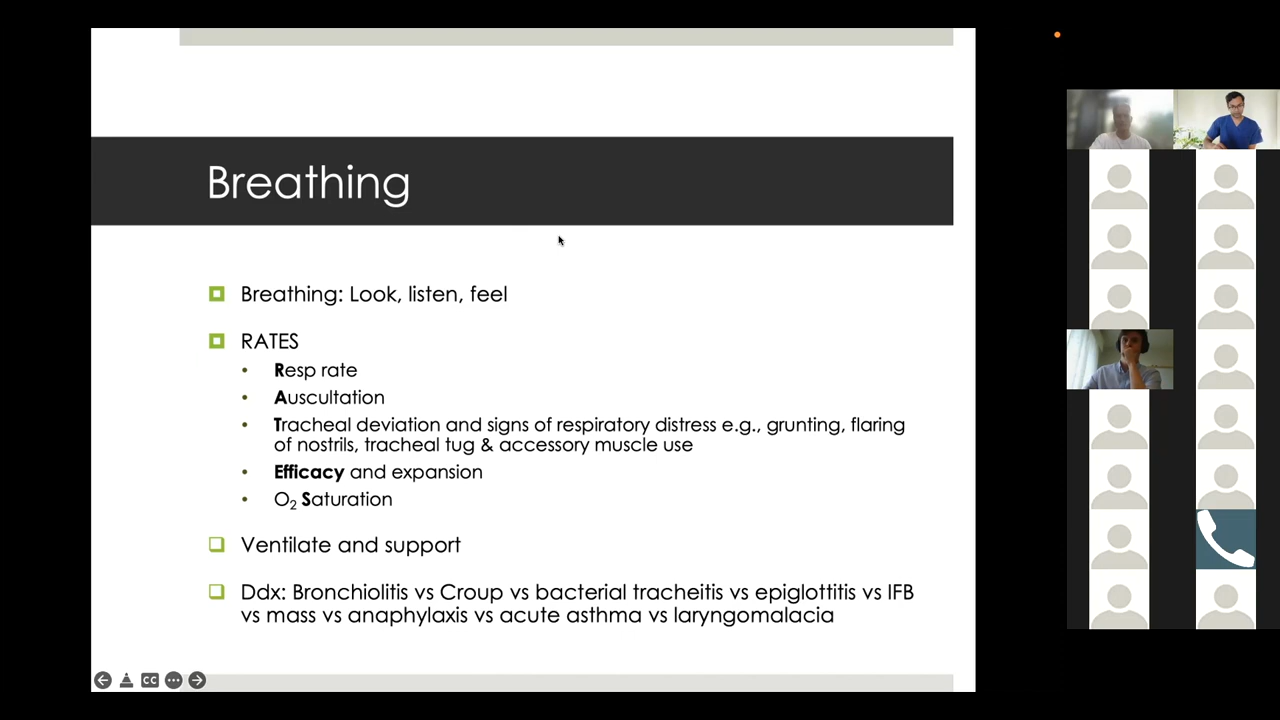 Breathing
Breathing: Look, listen, feel
RATES
Resp rate
Auscultation
Tracheal deviation and signs of respiratory distress e.g., grunting, flaring
of nostrils, tracheal tug & accessory muscle use
Efficacy and expansion
O₂ Saturation
Ventilate and support
Ddx: Bronchiolitis vs Croup vs bacterial tracheitis vs epiglottitis vs IFB
vs mass vs anaphylaxis vs acute asthma vs laryngomalacia
CC